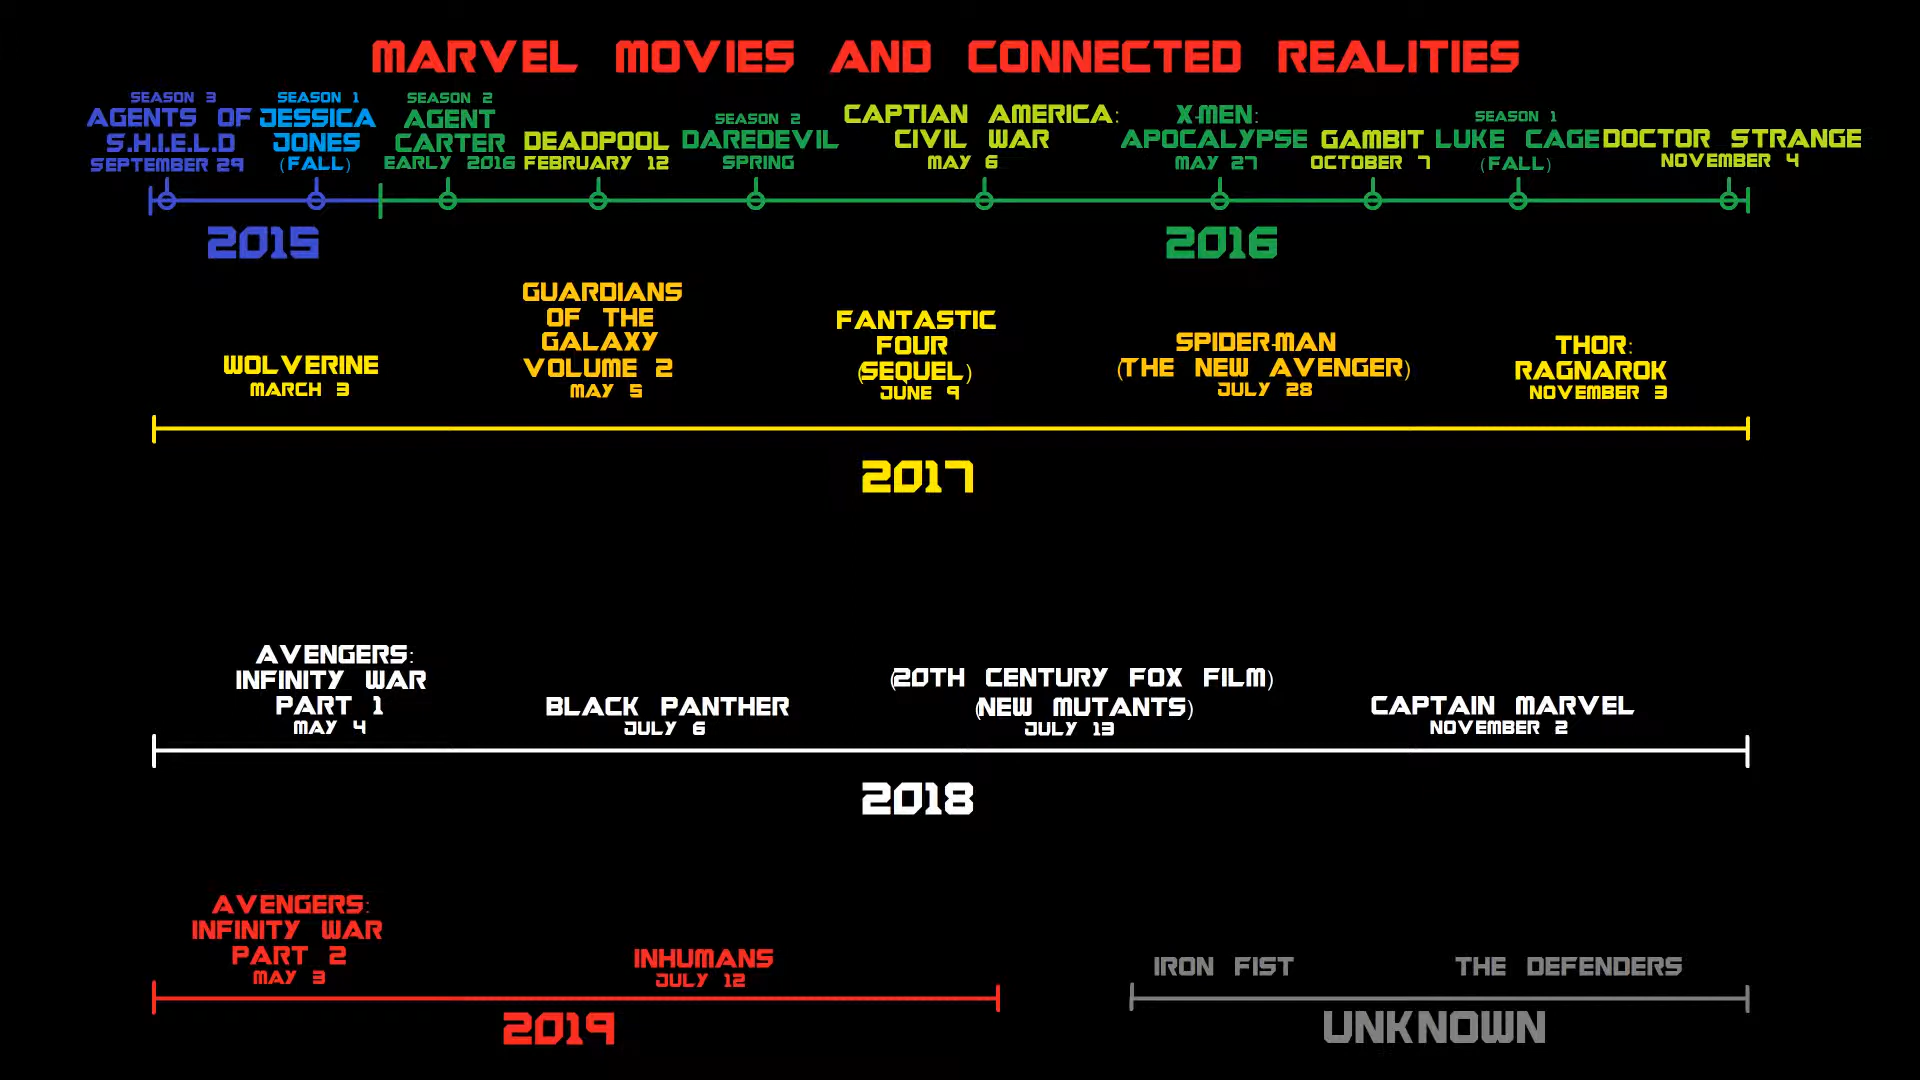 MARVEL MOVIES AND CONNECTED REALITIES
SEASON 3
AGENTS OF
S.H.I.E.L.D
SEPTEMBER 29
SEASON 1
JESSICA
JONES
(FALL)
SEASON 2
AGENT
CARTER
EARLY 2016
DEADPOOL
FEBRUARY 12
SEASON 2
DAREDEVIL
SPRING
CAPTIAN AMERICA:
CIVIL WAR
MAY 6
X-MEN:
APOCALYPSE
MAY 27
GAMBIT
OCTOBER 7
SEASON 1
LUKE CAGE
(FALL)
DOCTOR STRANGE
NOVEMBER 4
2015
2016
WOLVERINE
MARCH 3
GUARDIANS
OF THE
GALAXY
VOLUME 2
MAY 5
FANTASTIC
FOUR
(SEQUEL)
JUNE 9
SPIDER-MAN
(THE NEW AVENGER)
JULY 28
THOR:
RAGNAROK
NOVEMBER 3
2017
AVENGERS:
INFINITY WAR
PART 1
MAY 4
BLACK PANTHER
JULY 6
(20TH CENTURY FOX FILM)
(NEW MUTANTS)
JULY 13
CAPTAIN MARVEL
NOVEMBER 2
2018
AVENGERS:
INFINITY WAR
PART 2
MAY 3
INHUMANS
JULY 12
2019
IRON FIST
THE DEFENDERS
UNKNOWN